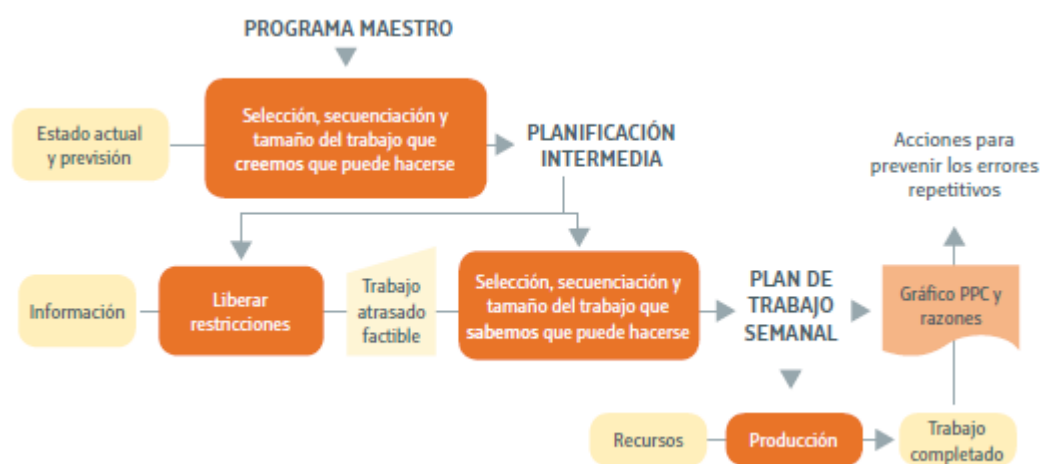 PROGRAMA MAESTRO
Estado actual
y previsión
Selección, secuenciación y
tamaño del trabajo que
creemos que puede hacerse
PLANIFICACIÓN
INTERMEDIA
Acciones para
prevenir los errores
repetitivos
Información
Liberar
restricciones
Trabajo
atrasado
factible
Selección, secuenciación y
tamaño del trabajo que
sabemos que puede hacerse
PLAN DE
TRABAJO
SEMANAL
Gráfico PPC y
razones
Recursos
Producción
Trabajo
completado